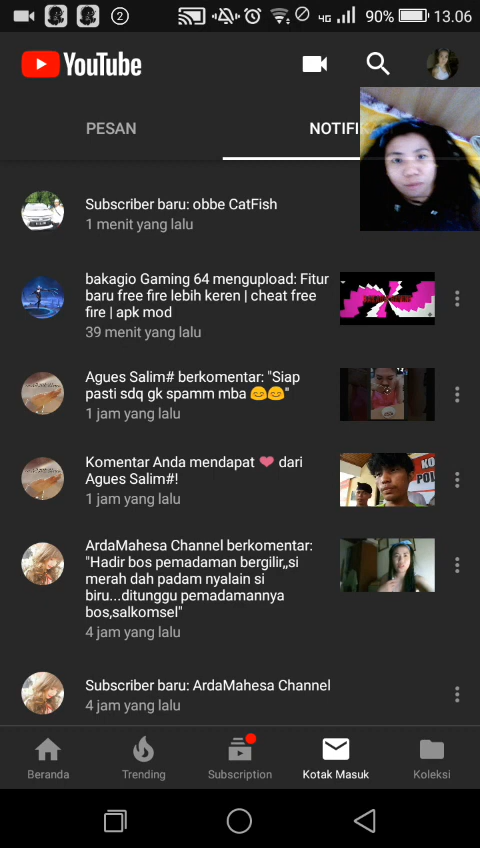 2
4G
90%
13.06
YouTube
PESAN
NOTIFIK
Subscriber baru: obbe CatFish
1 menit yang lalu
bakagio Gaming 64 mengupload: Fitur
baru free fire lebih keren | cheat free
fire | apk mod
39 menit yang lalu
Agues Salim# berkomentar: "Siap
pasti sdq gk spamm mba 😊😊"
1 jam yang lalu
Komentar Anda mendapat ❤ dari
Agues Salim#!
1 jam yang lalu
ArdaMahesa Channel berkomentar:
"Hadir bos pemadaman bergilir,,si
merah dah padam nyalain si
biru...ditunggu pemadamannya
bos,salkomsel"
4 jam yang lalu
Subscriber baru: ArdaMahesa Channel
4 jam yang lalu
Beranda
Trending
Subscription
Kotak Masuk
Koleksi